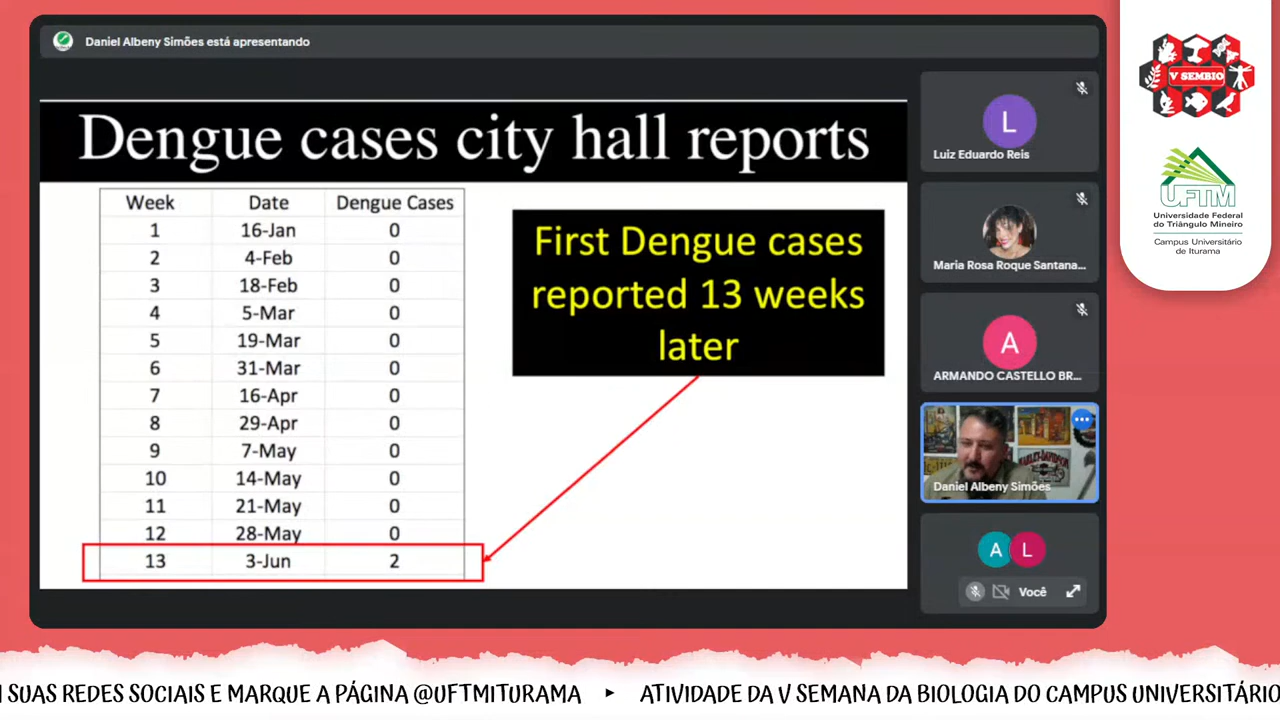 Daniel Albeny Simões está apresentando
Dengue cases city hall reports
Week Date Dengue Cases
1 16-Jan 0
2 4-Feb 0
3 18-Feb 0
4 5-Mar 0
5 19-Mar 0
6 31-Mar 0
7 16-Apr 0
8 29-Apr 0
9 7-May 0
10 14-May 0
11 21-May 0
12 28-May 0
13 3-Jun 2
First Dengue cases
reported 13 weeks
later
L
Luiz Eduardo Reis
Maria Rosa Roque Santana...
A
ARMANDO CASTELLO BR...
HARLEY-DAVIDSON
Daniel Albeny Simões
A L
Você
V SEMBIO
UFTM
Universidade Federal
do Triângulo Mineiro
Campus Universitário
de Iturama
SUAS REDES SOCIAIS E MARQUE A PÁGINA @UFTMITURAMA ▶ ATIVIDADE DA V SEMANA DA BIOLOGIA DO CAMPUS UNIVERSITÁRIO